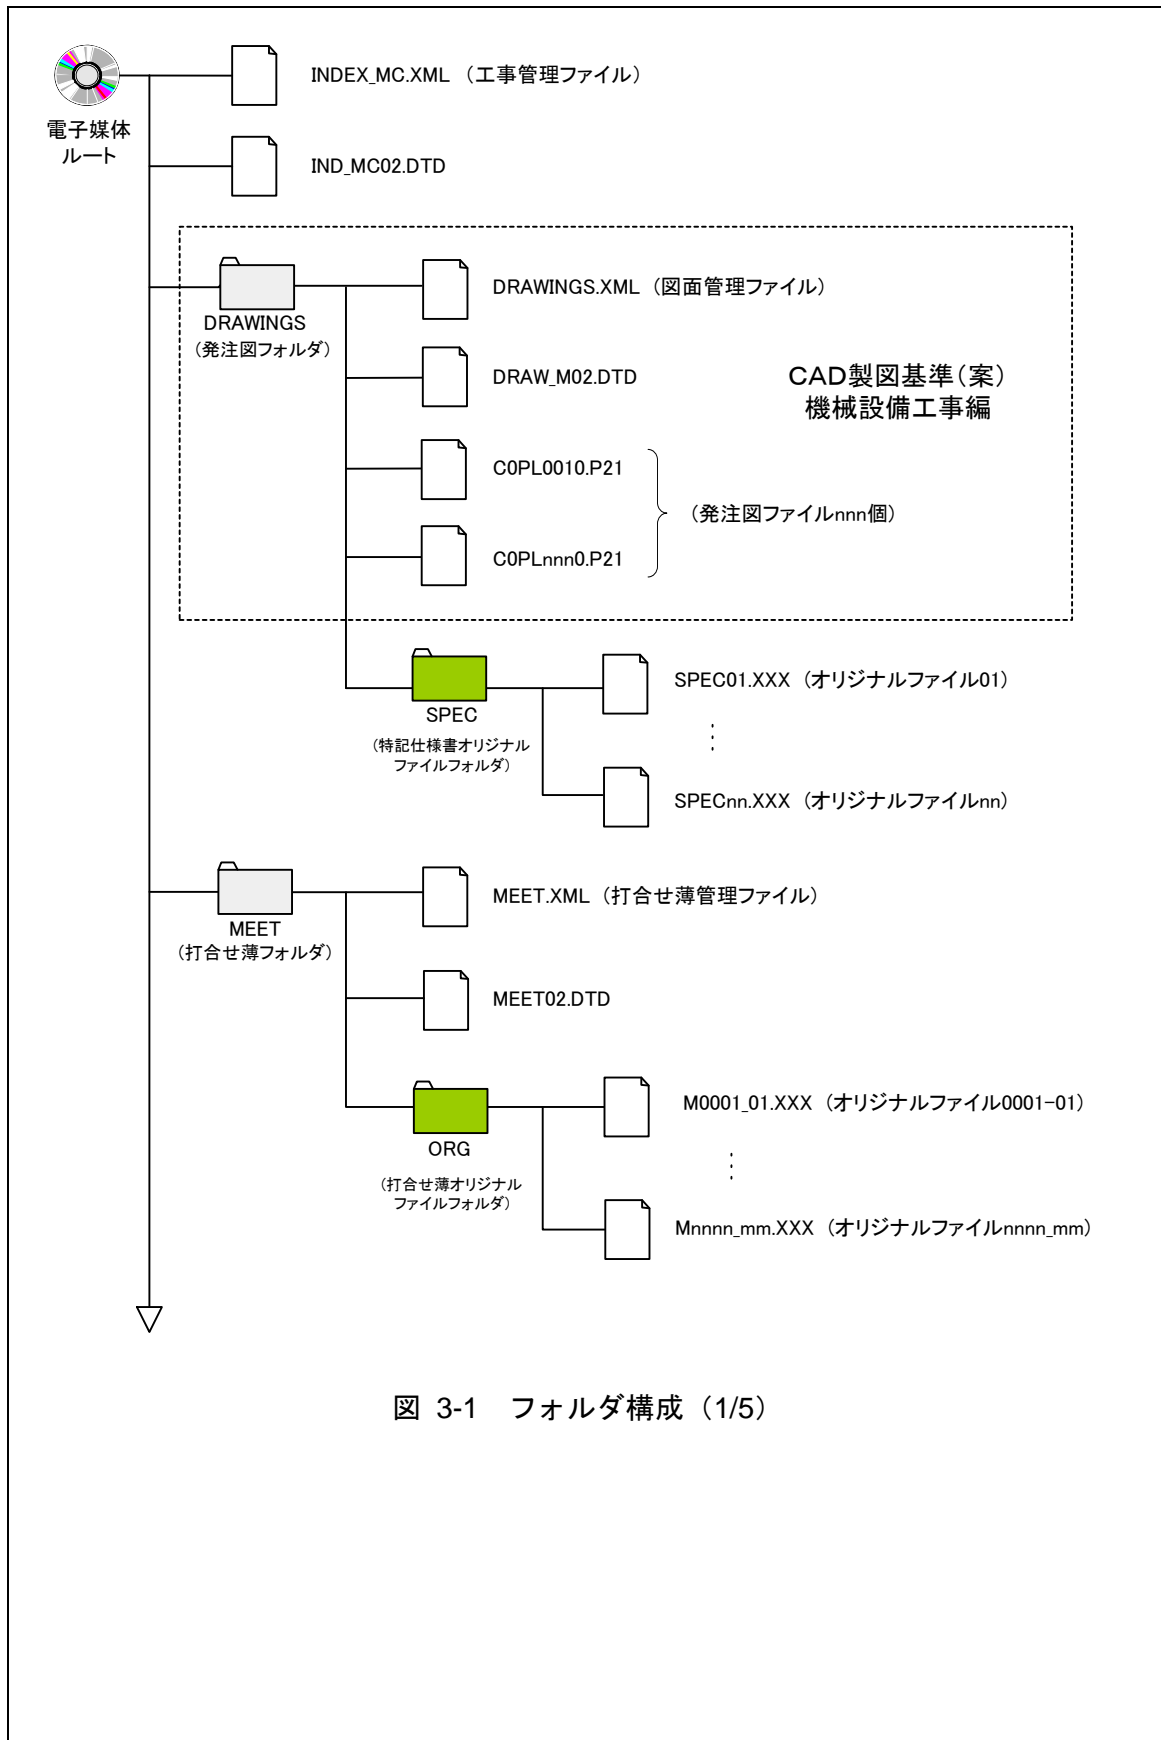 INDEX_MC.XML （工事管理ファイル）
電子媒体
ルート
IND_MC02.DTD
DRAWINGS
（発注図フォルダ）
DRAWINGS.XML （図面管理ファイル）
DRAW_M02.DTD
CAD製図基準（案）
機械設備工事編
C0PL0010.P21
（発注図ファイルnnn個）
C0PLnnn0.P21
SPEC
（特記仕様書オリジナル
ファイルフォルダ）
SPEC01.XXX （オリジナルファイル01）
SPECnn.XXX （オリジナルファイルnn）
MEET
（打合せ薄フォルダ）
MEET.XML （打合せ薄管理ファイル）
MEET02.DTD
ORG
（打合せ薄オリジナル
ファイルフォルダ）
M0001_01.XXX （オリジナルファイル0001-01）
Mnnnn_mm.XXX （オリジナルファイルnnnn_mm）
図 3-1 フォルダ構成（1/5）